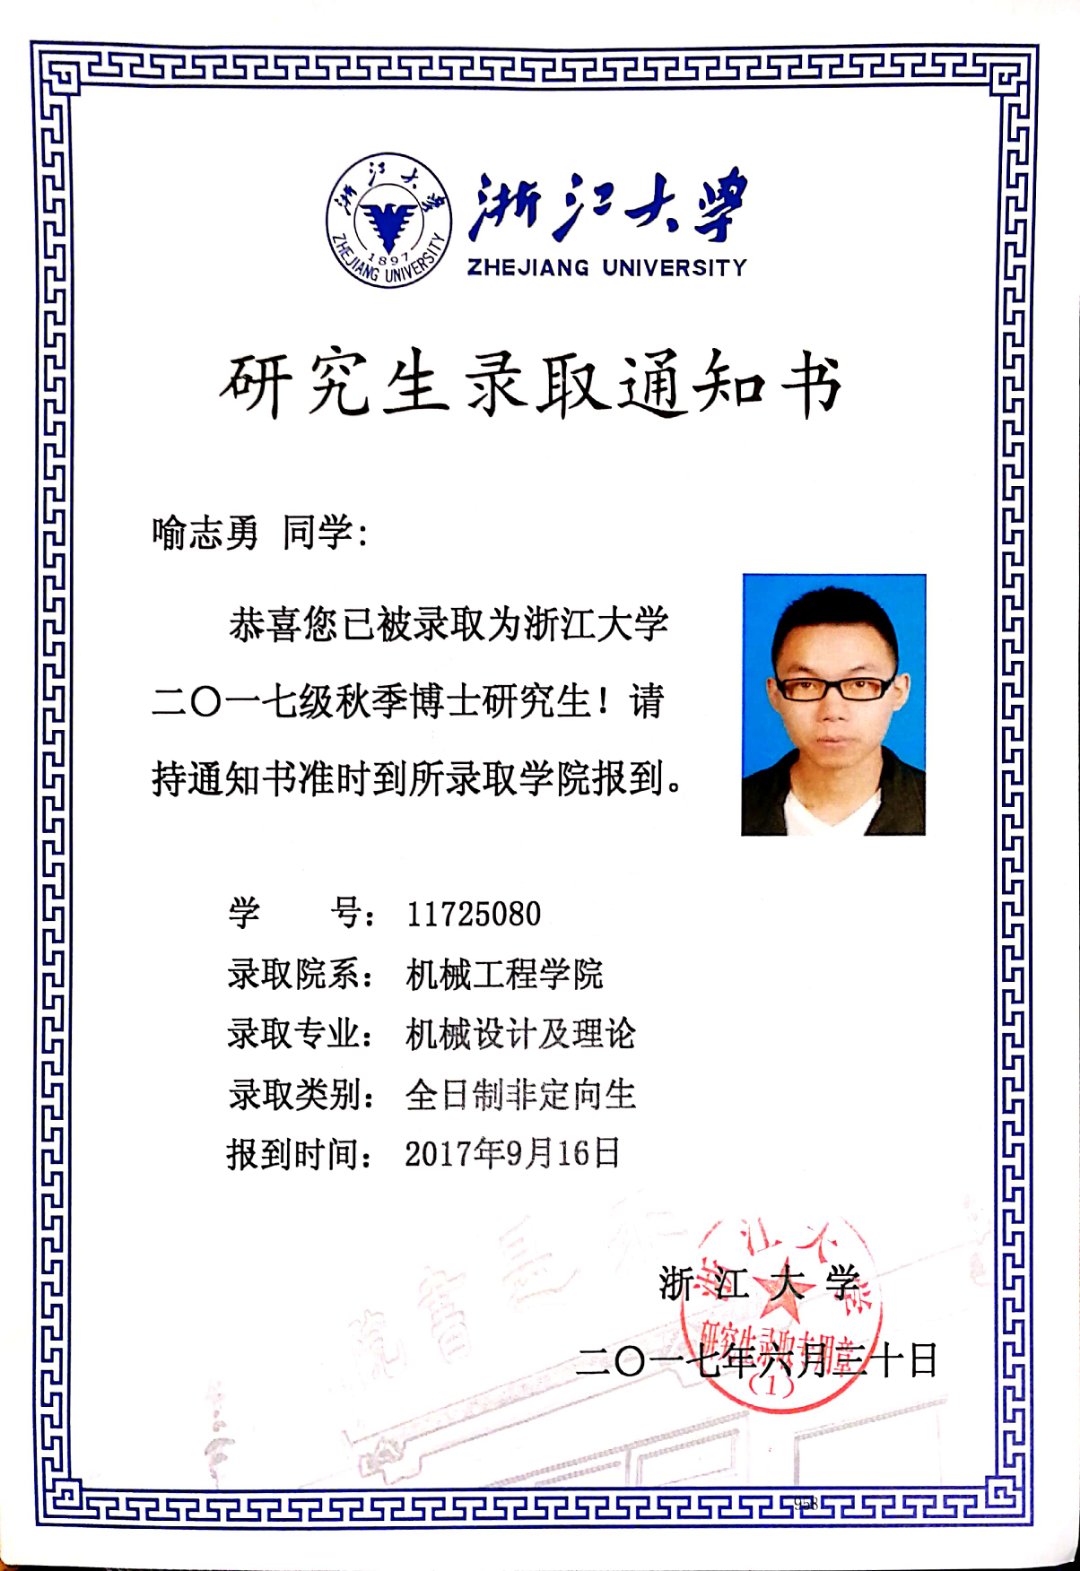 浙江大学
ZHEJIANG UNIVERSITY
1897
浙江大学
ZHEJIANG UNIVERSITY
研究生录取通知书
喻志勇 同学:
恭喜您已被录取为浙江大学
二〇一七级秋季博士研究生！请
持通知书准时到所录取学院报到。
学 号： 11725080
录取院系： 机械工程学院
录取专业： 机械设计及理论
录取类别： 全日制非定向生
报到时间： 2017年9月16日
浙江大学
浙江大学
研究生录取专用章
(1)
二〇一七年六月三十日
958